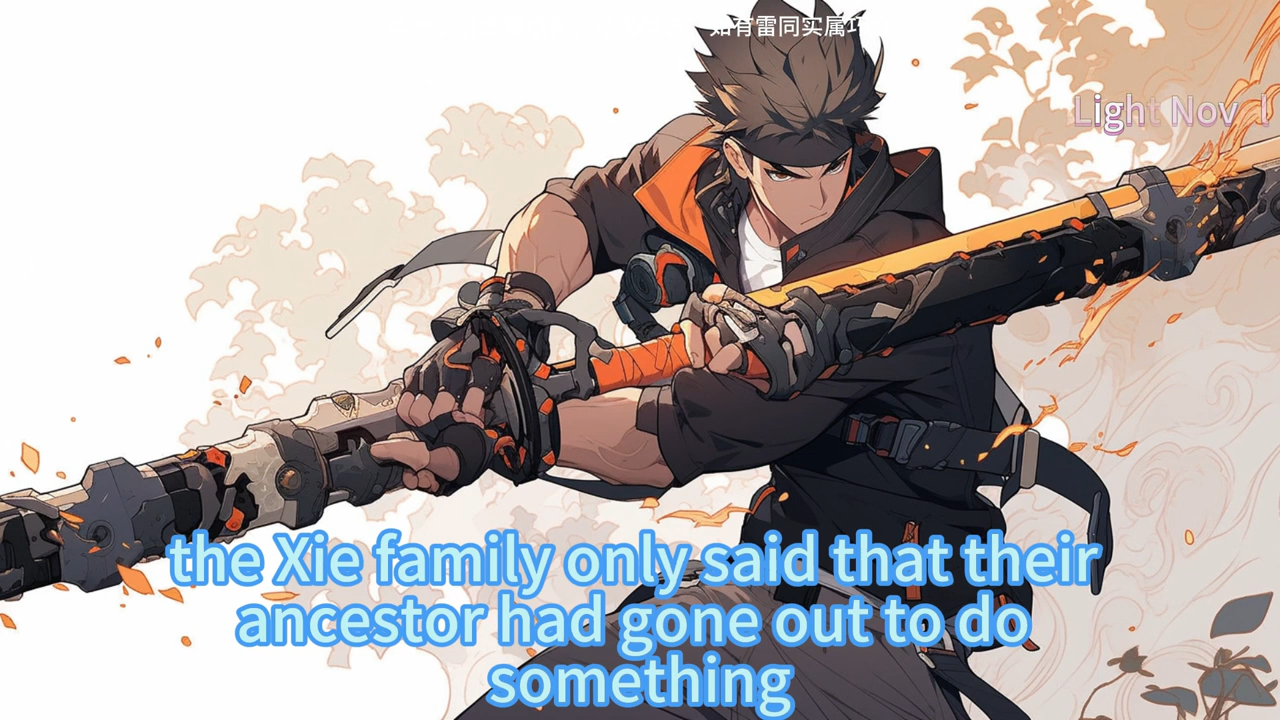 如有雷同实属
Light Nov l
the Xie family only said that their
ancestor had gone out to do
something